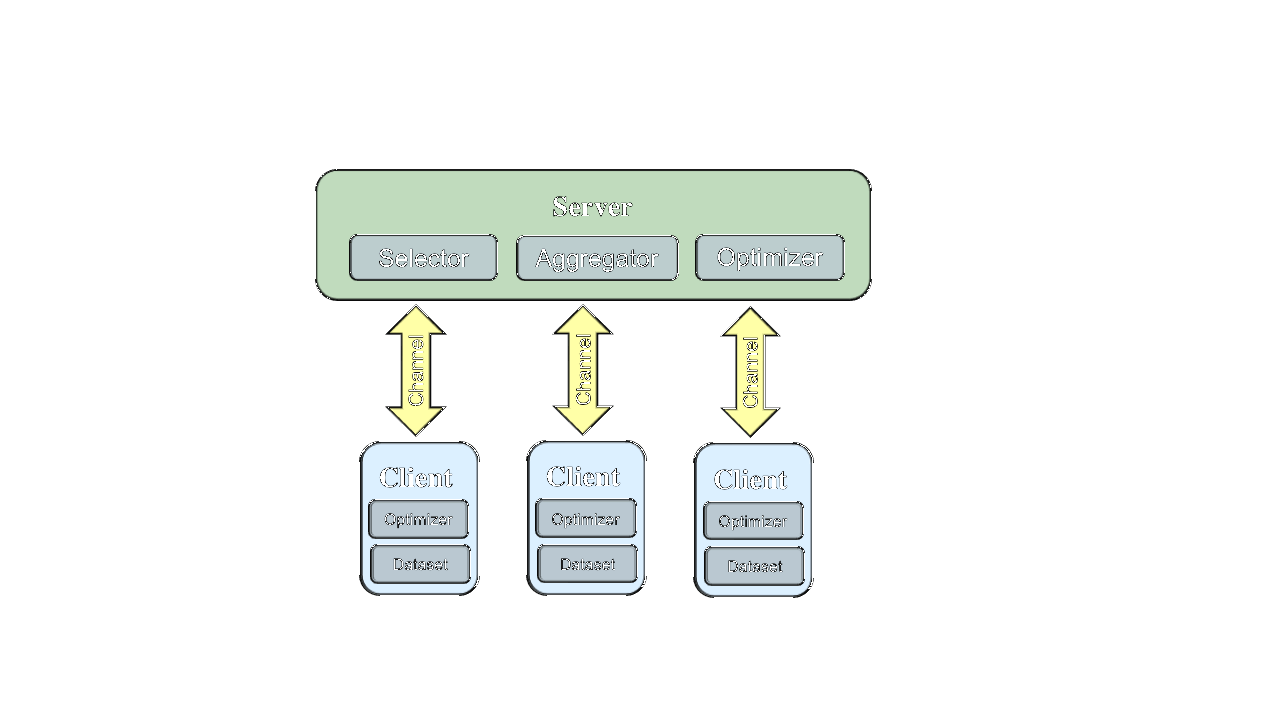 Server
Selector Aggregator Optimizer
Channel Channel Channel
Client Client Client
Optimizer Optimizer Optimizer
Dataset Dataset Dataset